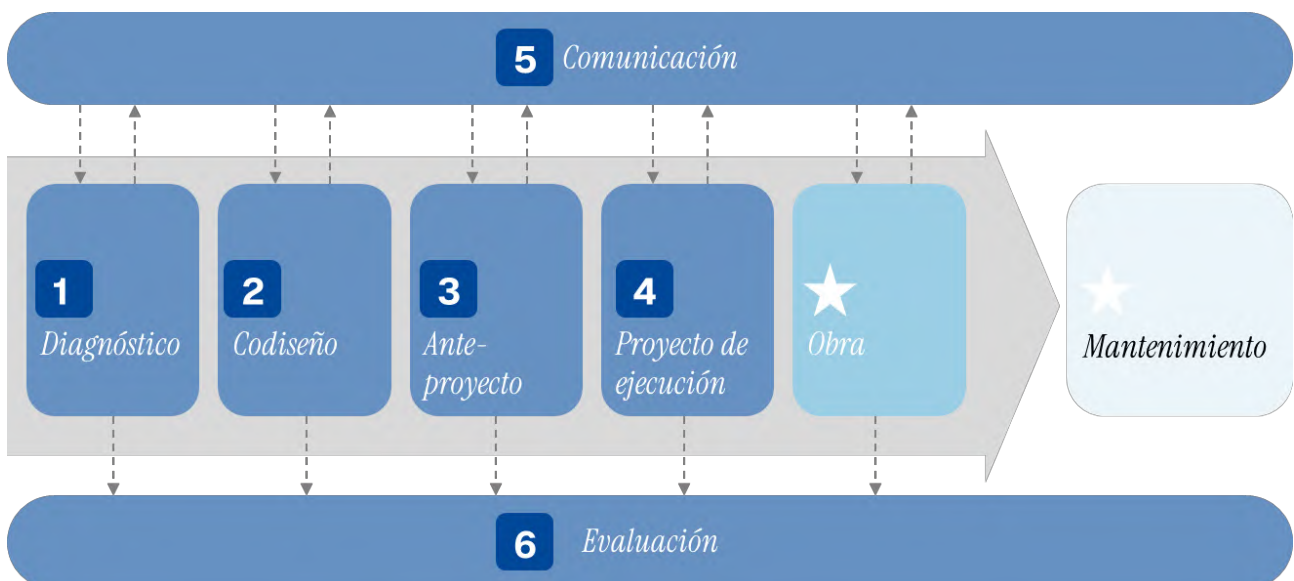 5 Comunicación
1
Diagnóstico
2
Codiseño
3
Ante-
proyecto
4
Proyecto de
ejecución
Obra
Mantenimiento
6 Evaluación